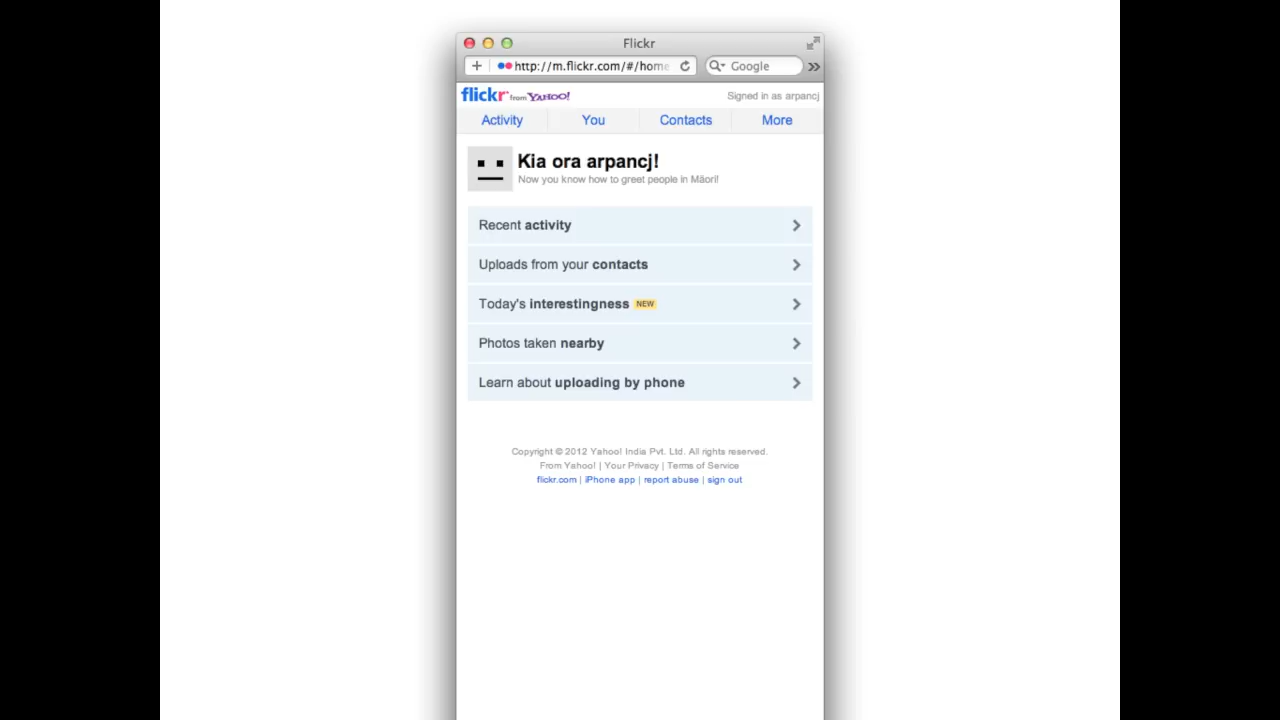 Flickr
http://m.flickr.com/#/home
Google
flickr from YAHOO!
Signed in as arpancj
Activity
You
Contacts
More
Kia ora arpancj!
Now you know how to greet people in Māori!
Recent activity
Uploads from your contacts
Today's interestingness NEW
Photos taken nearby
Learn about uploading by phone
Copyright © 2012 Yahoo! India Pvt. Ltd. All rights reserved.
From Yahoo! | Your Privacy | Terms of Service
flickr.com | iPhone app | report abuse | sign out